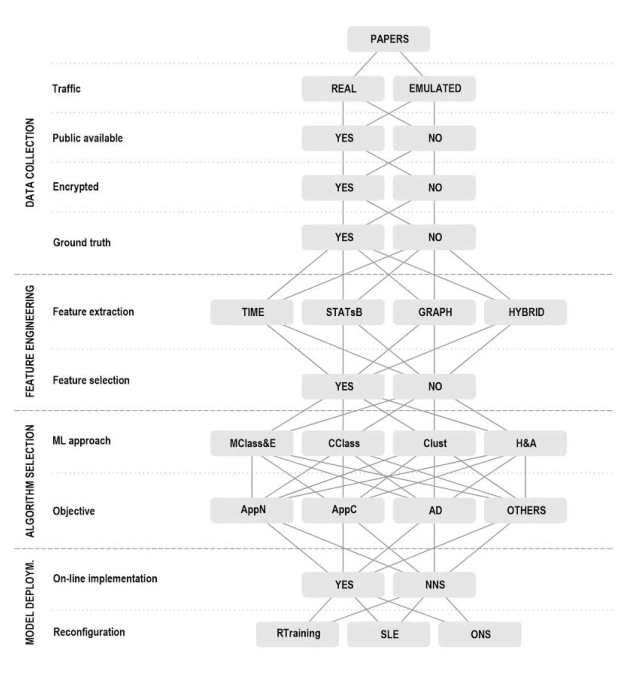 PAPERS
Traffic REAL EMULATED
Public available YES NO
Encrypted YES NO
Ground truth YES NO
DATA COLLECTION
Feature extraction TIME STATsB GRAPH HYBRID
Feature selection YES NO
FEATURE ENGINEERING
ML approach MClass&E CClass Clust H&A
Objective AppN AppC AD OTHERS
ALGORITHM SELECTION
On-line implementation YES NNS
Reconfiguration RTraining SLE ONS
MODEL DEPLOYM.